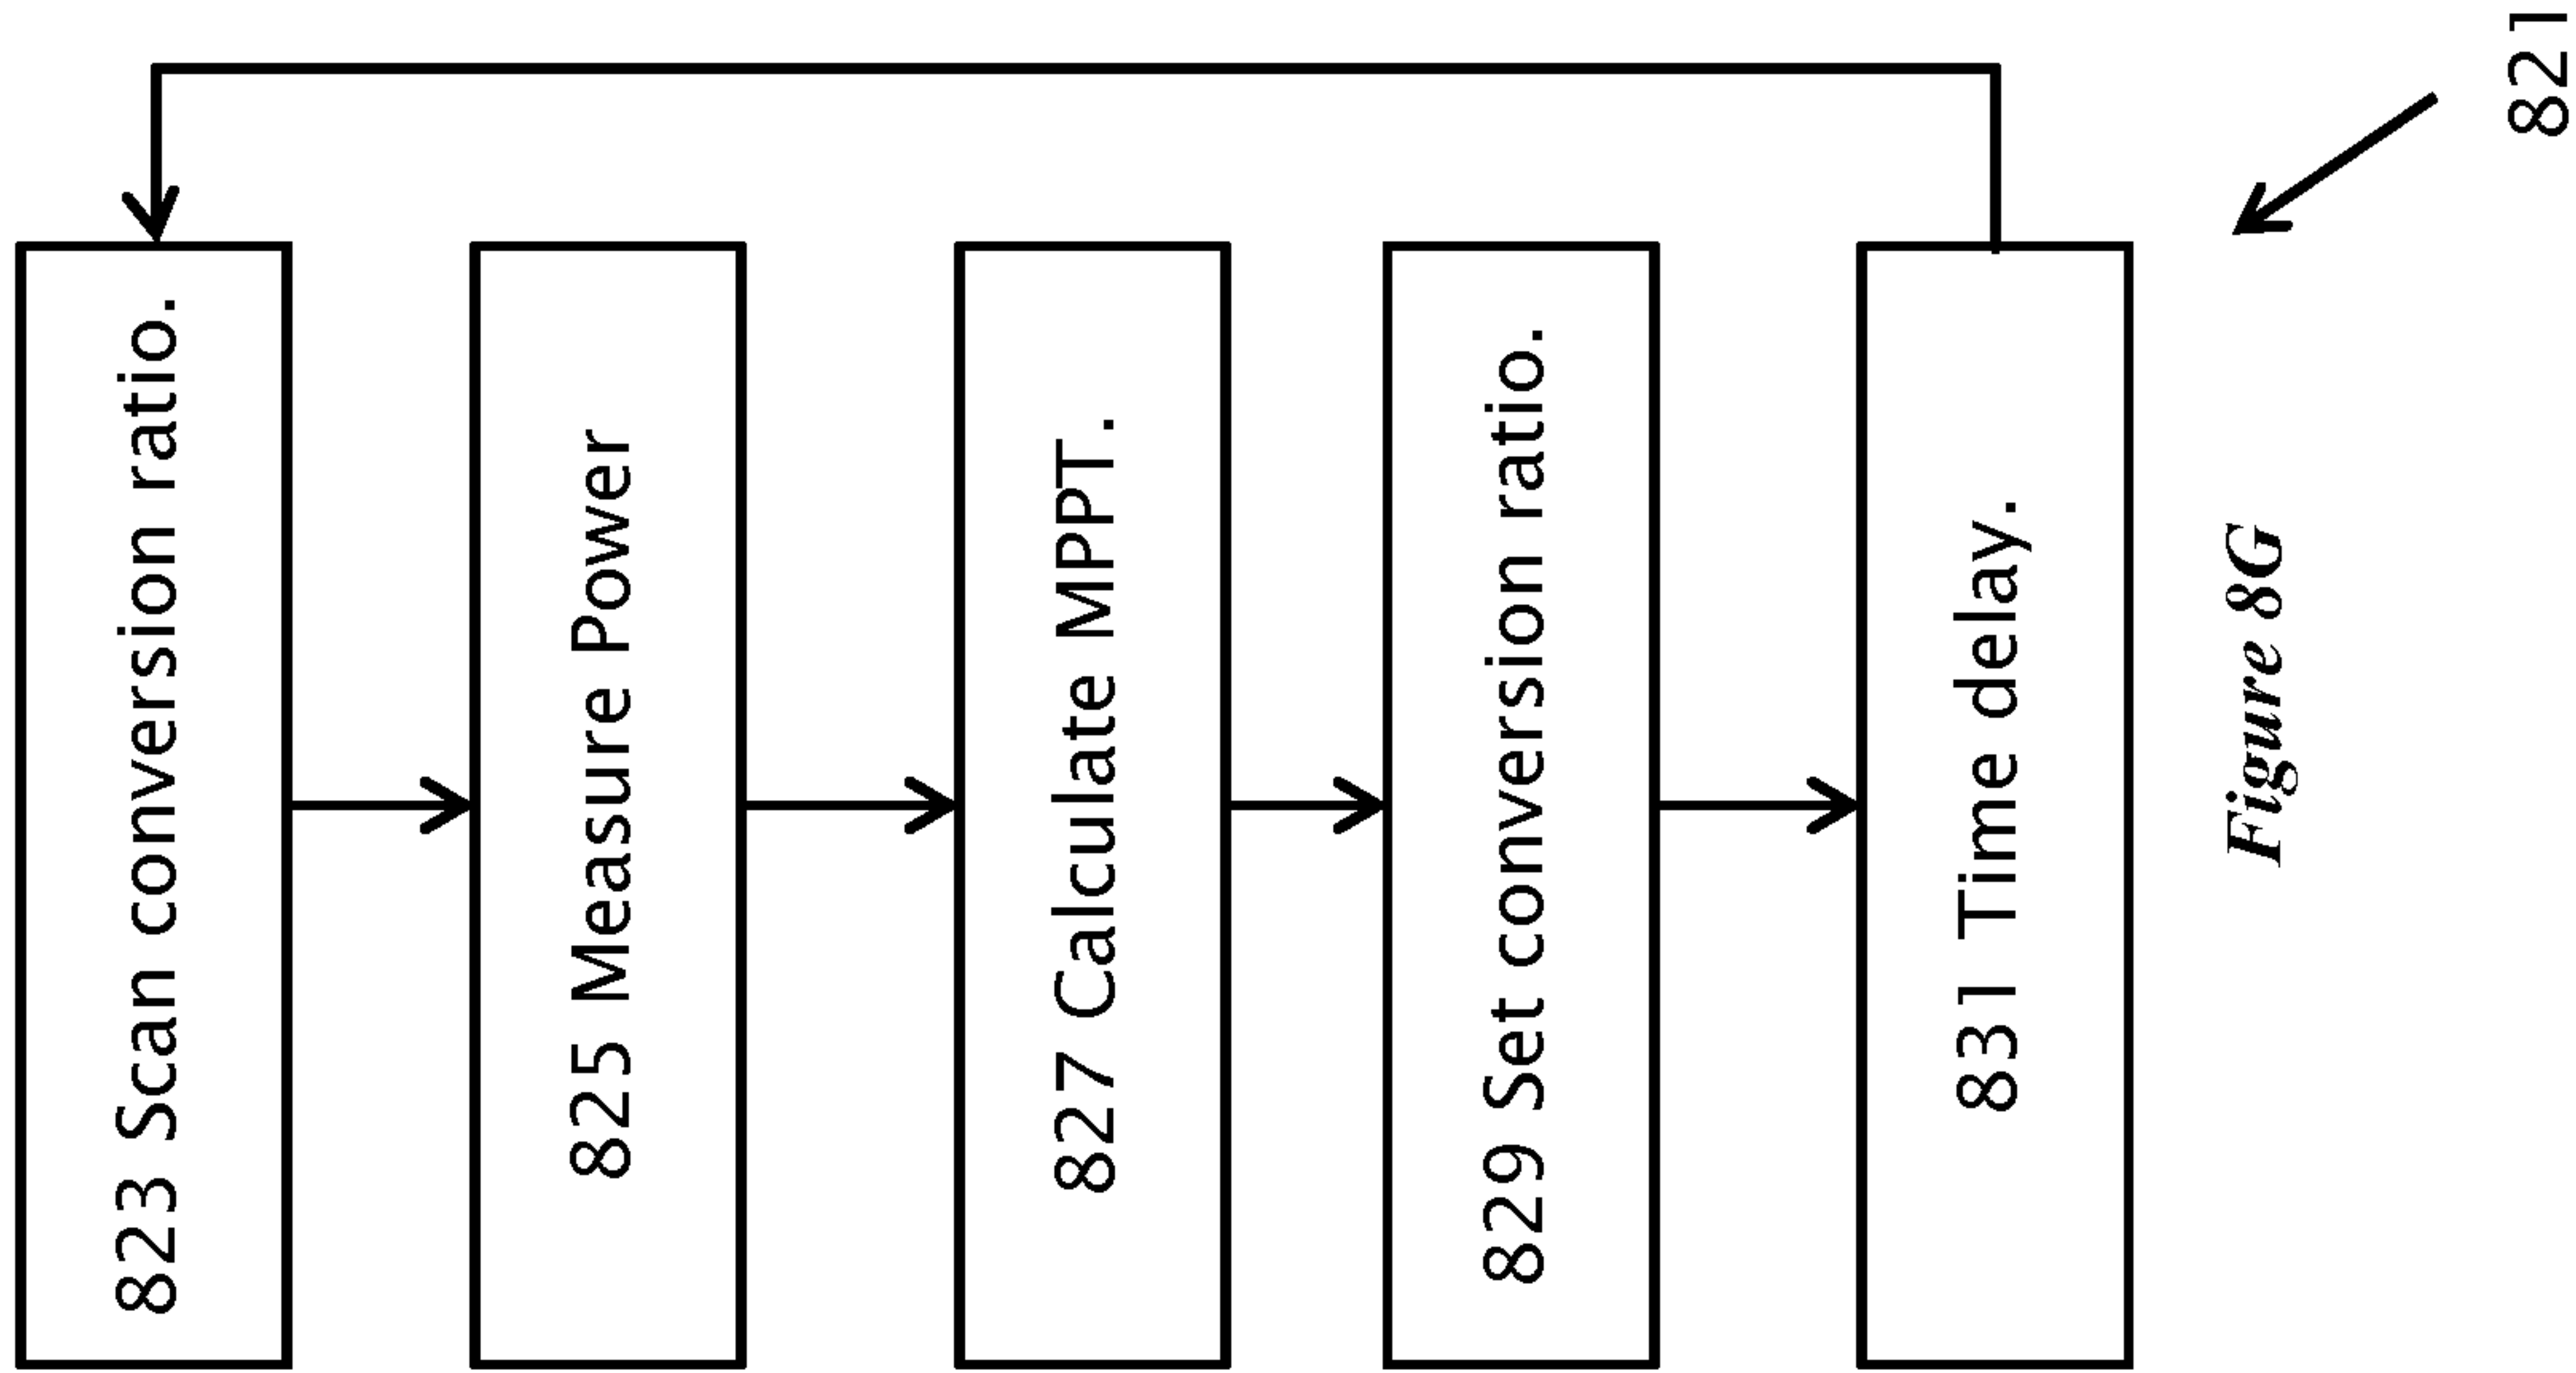 823 Scan conversion ratio.
825 Measure Power
827 Calculate MPPT.
829 Set conversion ratio.
831 Time delay.
Figure 8G
821